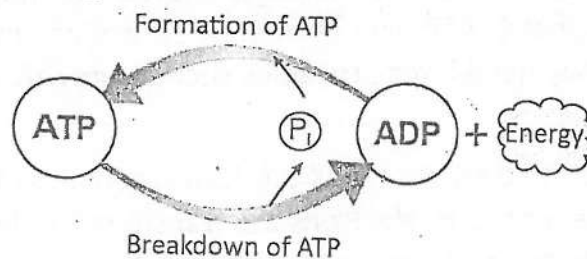 Formation of ATP
ATP
Pi
ADP + Energy
Breakdown of ATP